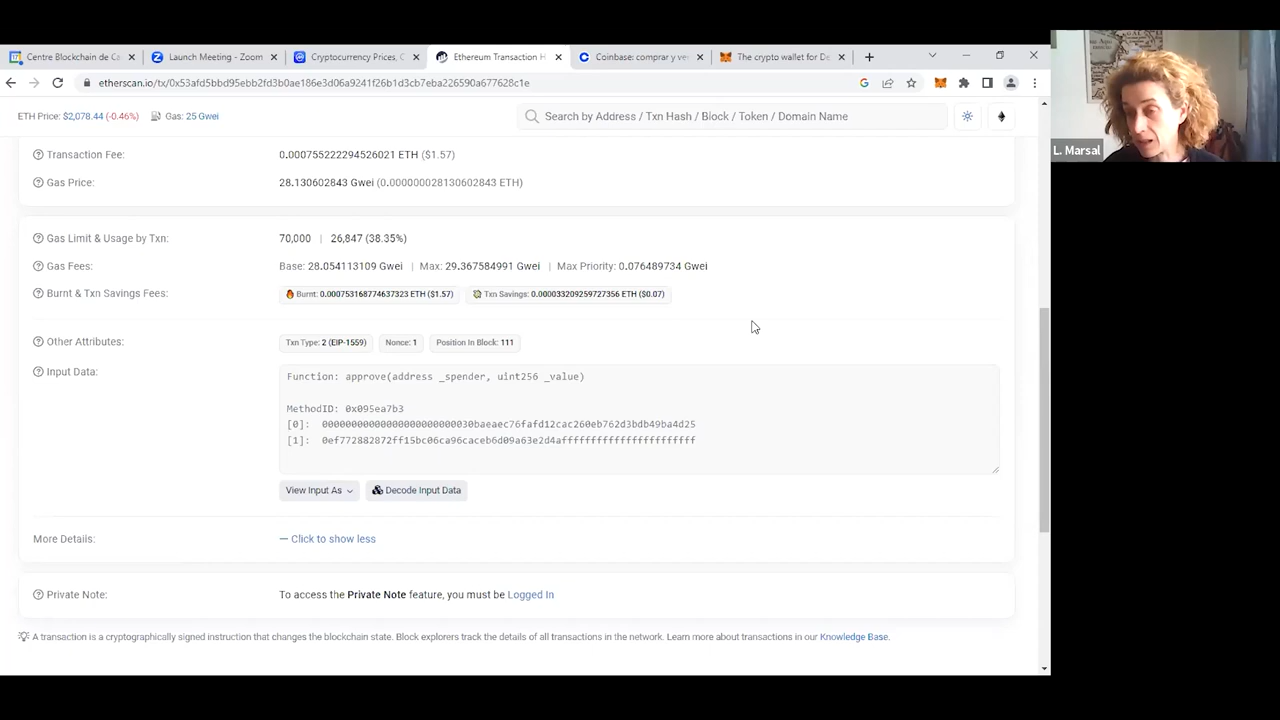 Centre Blockchain de Ca
Launch Meeting - Zoom
Cryptocurrency Prices, C
Ethereum Transaction H
Coinbase: comprar y ve
The crypto wallet for De
etherscan.io/tx/0x53afd5bbd95ebb2fd3b0ae186e3d06a9241f26b1d3cb7eba226590a677628c1e
ETH Price: $2,078.44 (-0.46%) Gas: 25 Gwei
Search by Address / Txn Hash / Block / Token / Domain Name
L. Marsal
Transaction Fee: 0.000755222294526021 ETH ($1.57)
Gas Price: 28.130602843 Gwei (0.000000028130602843 ETH)
Gas Limit & Usage by Txn: 70,000 | 26,847 (38.35%)
Gas Fees: Base: 28.054113109 Gwei | Max: 29.367584991 Gwei | Max Priority: 0.076489734 Gwei
Burnt & Txn Savings Fees: Burnt: 0.000753168774637323 ETH ($1.57) Txn Savings: 0.000033209259727356 ETH ($0.07)
Other Attributes: Txn Type: 2 (EIP-1559) Nonce: 1 Position In Block: 111
Input Data:
Function: approve(address _spender, uint256 _value)
MethodID: 0x095ea7b3
[0]: 00000000000000000000000030baeaec76fafd12cac260eb762d3bdb49ba4d25
[1]: 0ef772882872ff15bc06ca96caceb6d09a63e2d4affffffffffffffffffffffff
View Input As
Decode Input Data
More Details: — Click to show less
Private Note: To access the Private Note feature, you must be Logged In
A transaction is a cryptographically signed instruction that changes the blockchain state. Block explorers track the details of all transactions in the network. Learn more about transactions in our Knowledge Base.